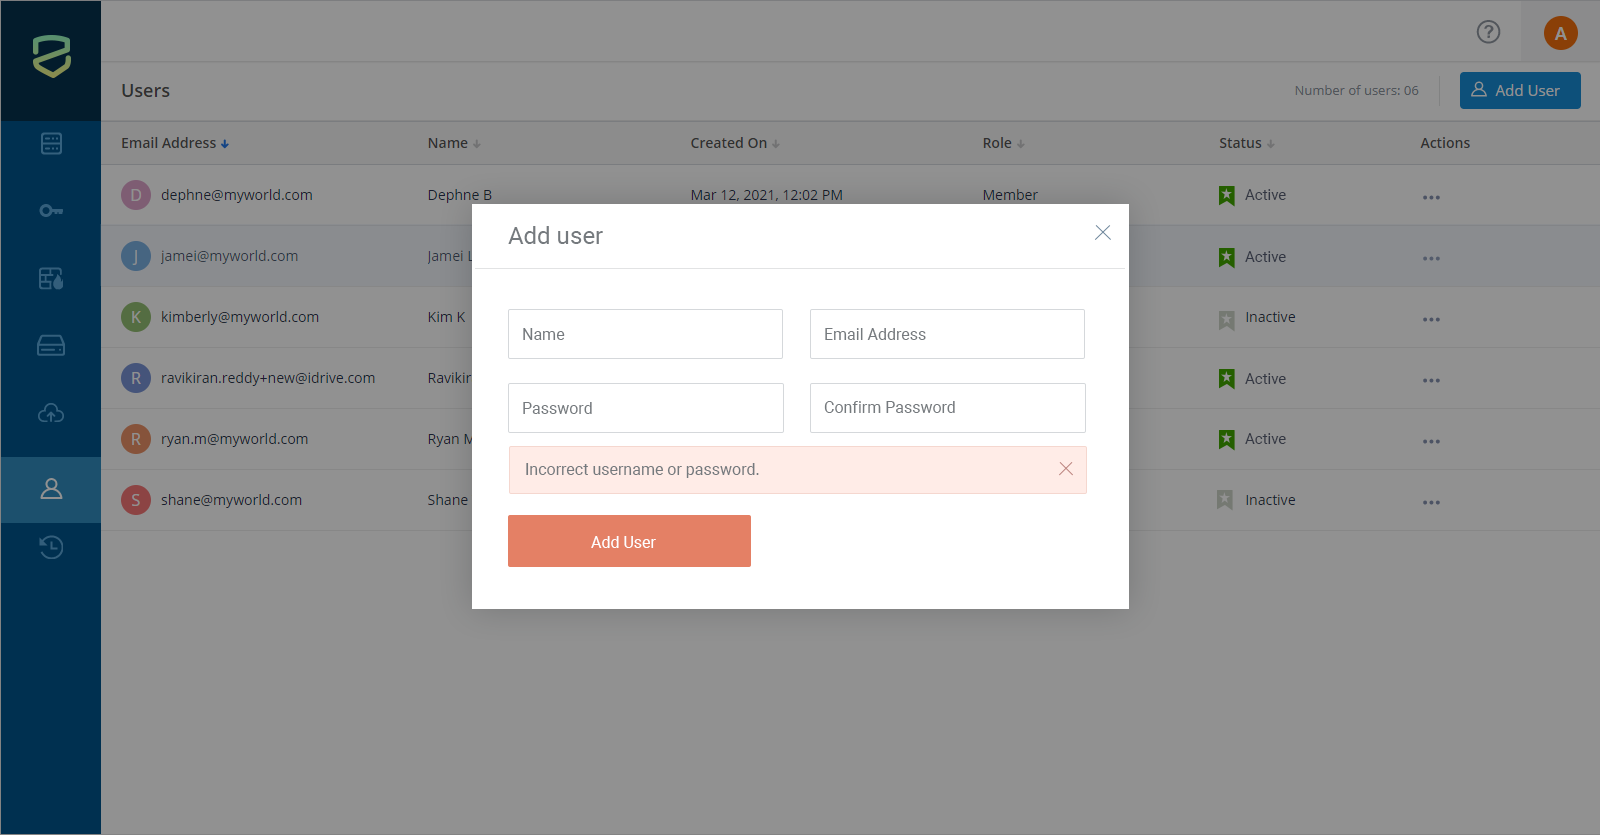 ?
A
Users
Number of users: 06
Add User
Email Address
Name
Created On
Role
Status
Actions
D
dephne@myworld.com
Dephne B
Mar 12, 2021, 12:02 PM
Member
Active
J
jamei@myworld.com
Jamei L
Active
K
kimberly@myworld.com
Kim K
Inactive
R
ravikiran.reddy+new@idrive.com
Ravikir
Active
R
ryan.m@myworld.com
Ryan M
Active
S
shane@myworld.com
Shane
Inactive
Add user
Name
Email Address
Password
Confirm Password
Incorrect username or password.
Add User